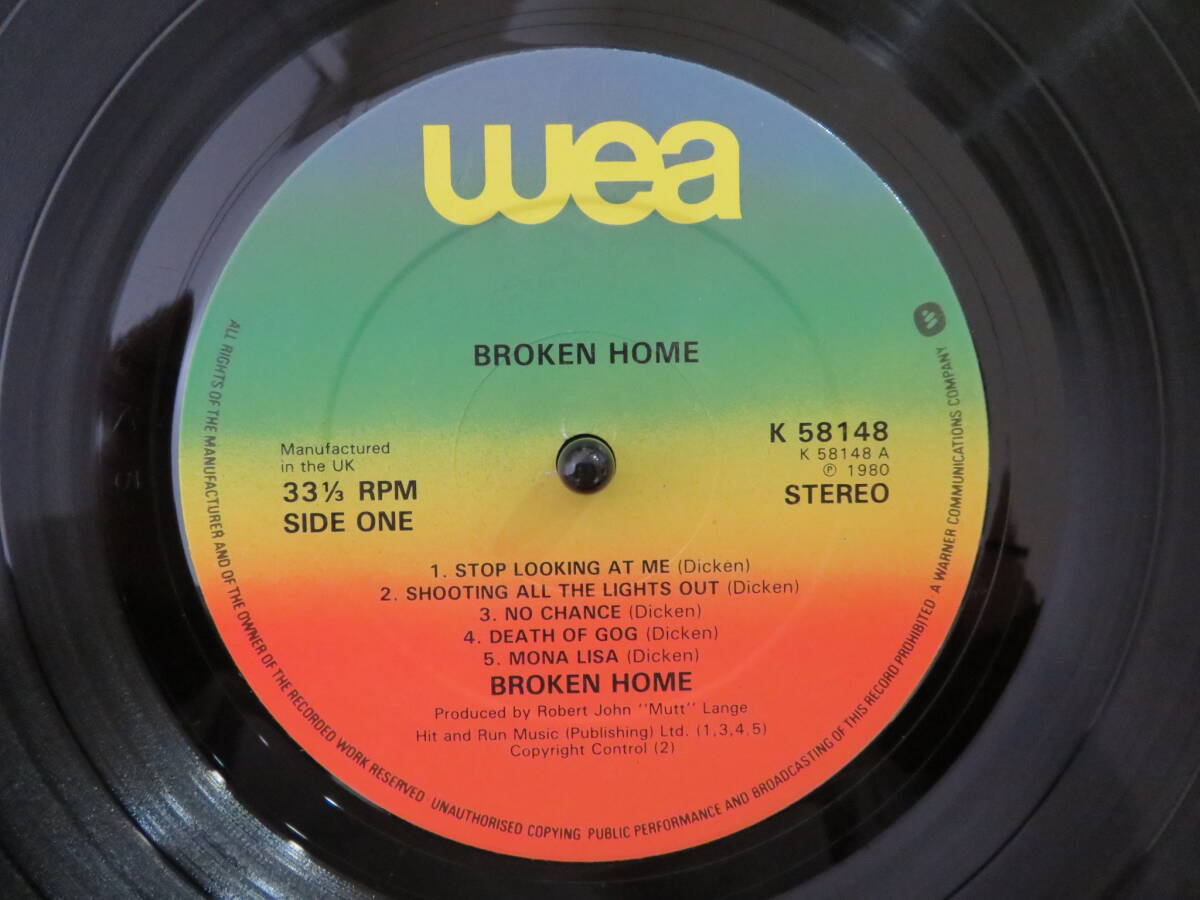 wea
BROKEN HOME
Manufactured
in the UK
33⅓ RPM
SIDE ONE
K 58148
K 58148 A
℗ 1980
STEREO
1. STOP LOOKING AT ME (Dicken)
2. SHOOTING ALL THE LIGHTS OUT (Dicken)
3. NO CHANCE (Dicken)
4. DEATH OF GOG (Dicken)
5. MONA LISA (Dicken)
BROKEN HOME
Produced by Robert John "Mutt" Lange
Hit and Run Music (Publishing) Ltd. (1,3,4,5)
Copyright Control (2)
ALL RIGHTS OF THE MANUFACTURER AND OF THE OWNER OF THE RECORDED WORK RESERVED UNAUTHORISED COPYING PUBLIC PERFORMANCE AND BROADCASTING OF THIS RECORD PROHIBITED A WARNER COMMUNICATIONS COMPANY